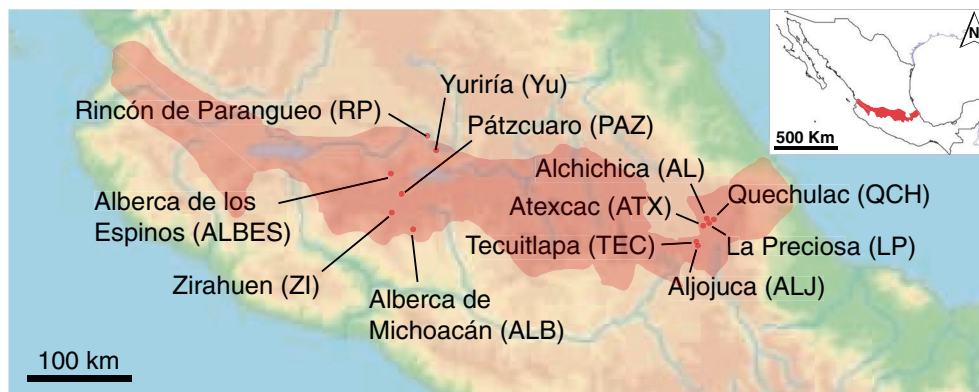 N
500 Km
Yuriría (Yu)
Rincón de Parangueo (RP)
Pátzcuaro (PAZ)
Alchichica (AL)
Quechulac (QCH)
Alberca de los
Espinos (ALBES)
Atexcac (ATX)
Tecuitlapa (TEC)
La Preciosa (LP)
Zirahuen (ZI)
Aljojuca (ALJ)
Alberca de
Michoacán (ALB)
100 km